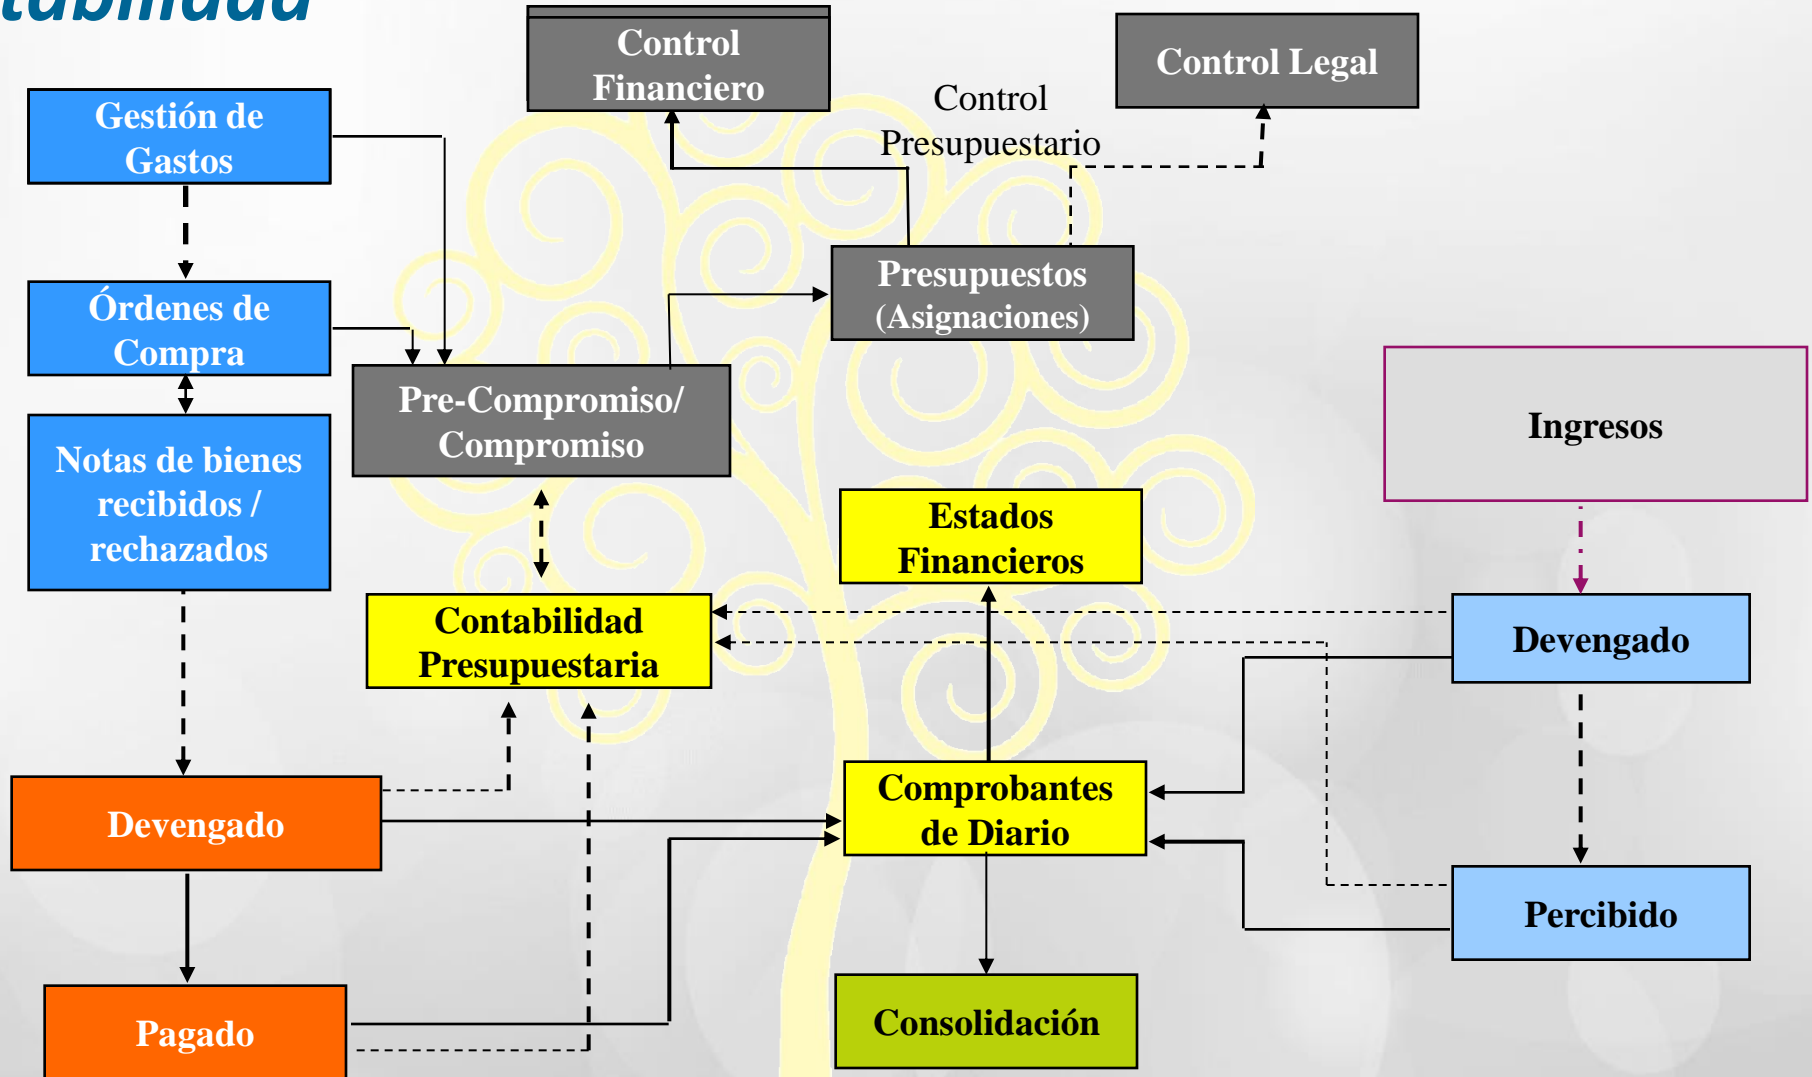 Control
Financiero
Control Legal
Control
Presupuestario
Gestión de
Gastos
Presupuestos
(Asignaciones)
Órdenes de
Compra
Pre-Compromiso/
Compromiso
Ingresos
Notas de bienes
recibidos /
rechazados
Estados
Financieros
Contabilidad
Presupuestaria
Devengado
Devengado
Comprobantes
de Diario
Percibido
Pagado
Consolidación